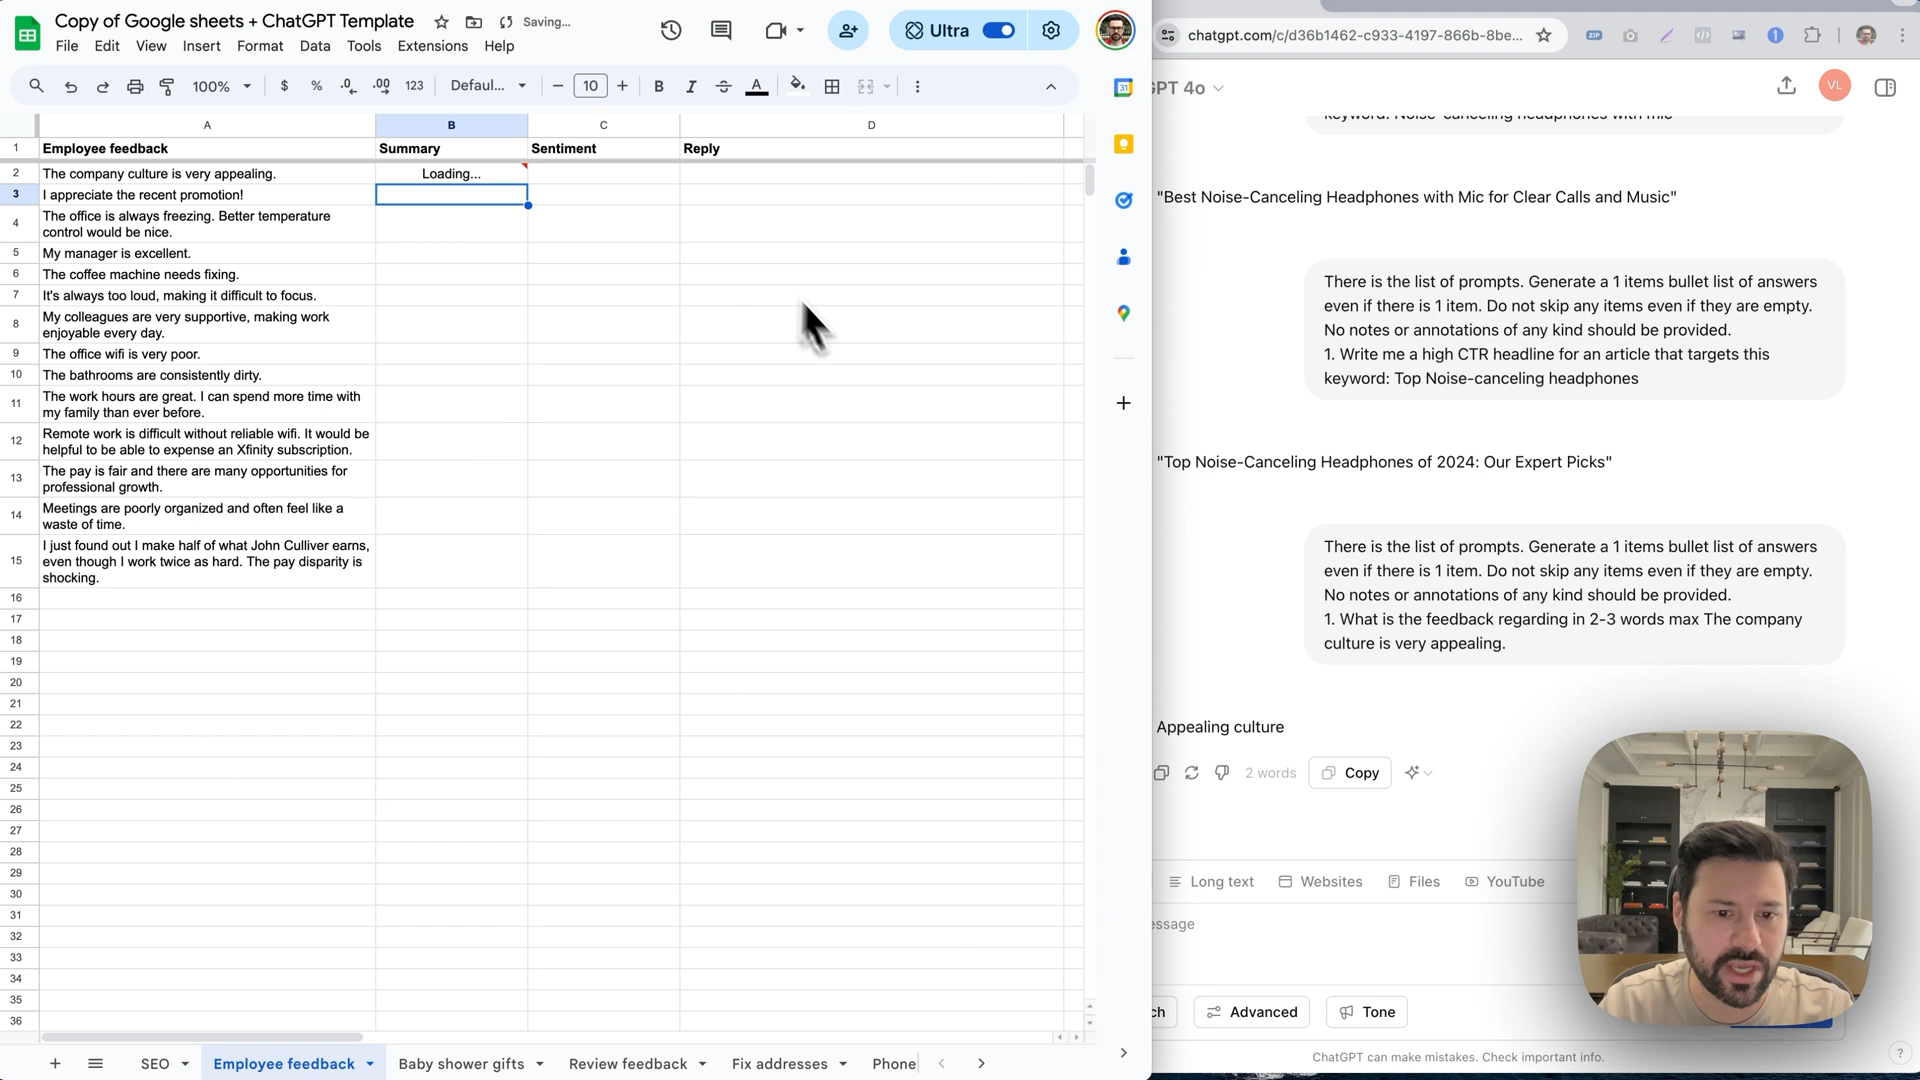 Copy of Google sheets + ChatGPT Template
Saving...
File Edit View Insert Format Data Tools Extensions Help
Ultra
100% $ % .0 .00 123 Defaul... 10 B I A
A B C D
1 Employee feedback Summary Sentiment Reply
2 The company culture is very appealing. Loading...
3 I appreciate the recent promotion!
4 The office is always freezing. Better temperature
control would be nice.
5 My manager is excellent.
6 The coffee machine needs fixing.
7 It's always too loud, making it difficult to focus.
8 My colleagues are very supportive, making work
enjoyable every day.
9 The office wifi is very poor.
10 The bathrooms are consistently dirty.
11 The work hours are great. I can spend more time with
my family than ever before.
12 Remote work is difficult without reliable wifi. It would be
helpful to be able to expense an Xfinity subscription.
13 The pay is fair and there are many opportunities for
professional growth.
14 Meetings are poorly organized and often feel like a
waste of time.
15 I just found out I make half of what John Culliver earns,
even though I work twice as hard. The pay disparity is
shocking.
16
17
18
19
20
21
22
23
24
25
26
27
28
29
30
31
32
33
34
35
36
SEO Employee feedback Baby shower gifts Review feedback Fix addresses Phone
31
chatgpt.com/c/d36b1462-c933-4197-866b-8be...
ZIP
1
GPT 4o
VL
keyword: Noise-canceling headphones with mic
"Best Noise-Canceling Headphones with Mic for Clear Calls and Music"
There is the list of prompts. Generate a 1 items bullet list of answers
even if there is 1 item. Do not skip any items even if they are empty.
No notes or annotations of any kind should be provided.
1. Write me a high CTR headline for an article that targets this
keyword: Top Noise-canceling headphones
"Top Noise-Canceling Headphones of 2024: Our Expert Picks"
There is the list of prompts. Generate a 1 items bullet list of answers
even if there is 1 item. Do not skip any items even if they are empty.
No notes or annotations of any kind should be provided.
1. What is the feedback regarding in 2-3 words max The company
culture is very appealing.
Appealing culture
2 words Copy
Long text Websites Files YouTube
essage
ch Advanced Tone
ChatGPT can make mistakes. Check important info.
?